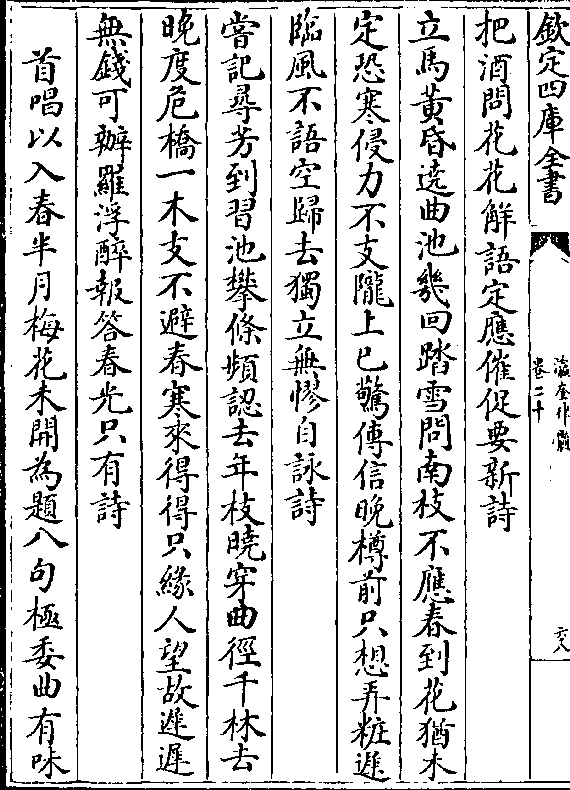 欽定四庫全書
瀛奎律髓
卷二十
六八
把酒問花花解語定應催促要新詩
立馬黄昏遶曲池幾回踏雪問南枝不應春到花猶未
定恐寒侵力不支隴上已驚傳信晚樽前只想弄粧遲
臨風不語空歸去獨立無憀自詠詩
嘗記尋芳到習池攀條頻認去年枝曉穿曲徑千林去
晚度危橋一木支不避春寒來得得只緣人望故遲遲
無錢可辦羅浮醉報答春光只有詩
首唱以入春半月梅花未開為題八句極委曲有味